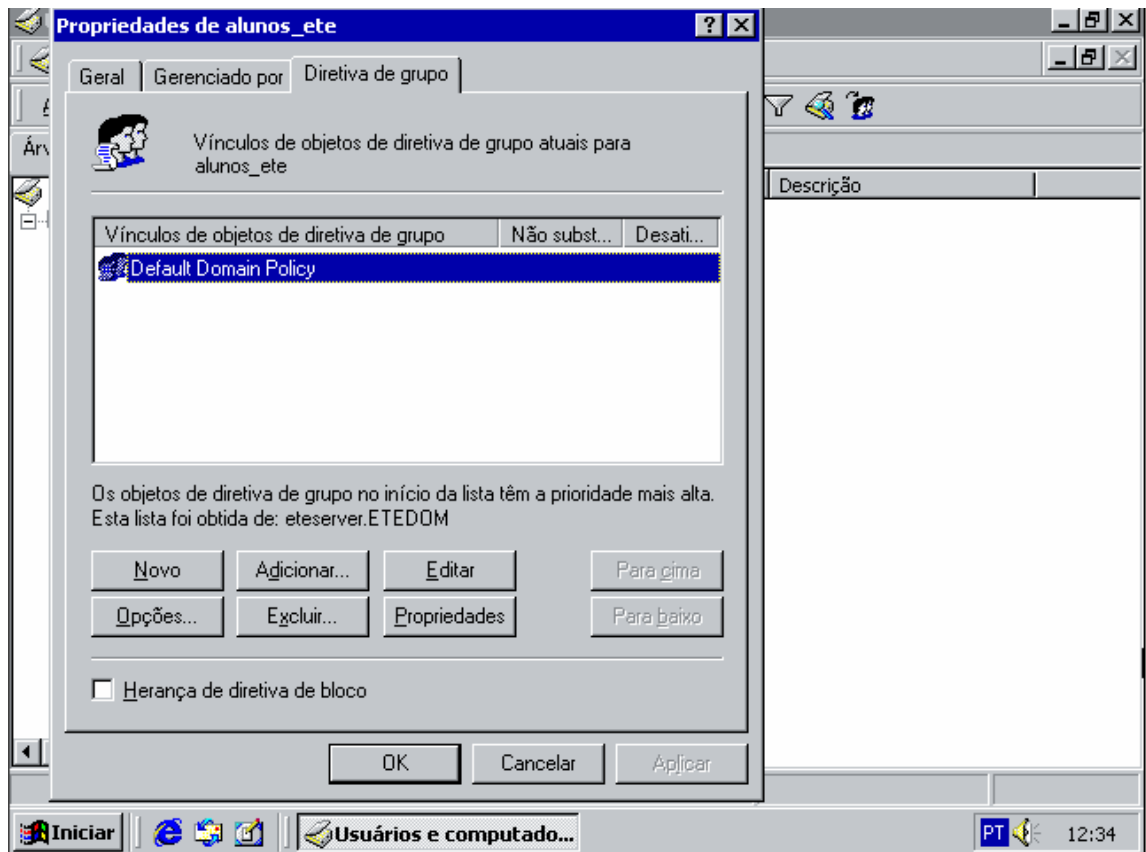 Propriedades de alunos_ete
Geral Gerenciado por Diretiva de grupo
Vínculos de objetos de diretiva de grupo atuais para
alunos_ete
Vínculos de objetos de diretiva de grupo Não subst... Desati...
Default Domain Policy
Os objetos de diretiva de grupo no início da lista têm a prioridade mais alta.
Esta lista foi obtida de: eteserver.ETEDOM
Novo Adicionar... Editar Para cima
Opções... Excluir... Propriedades Para baixo
Herança de diretiva de bloco
OK Cancelar Aplicar
Descrição
Iniciar Usuários e computado... PT 12:34